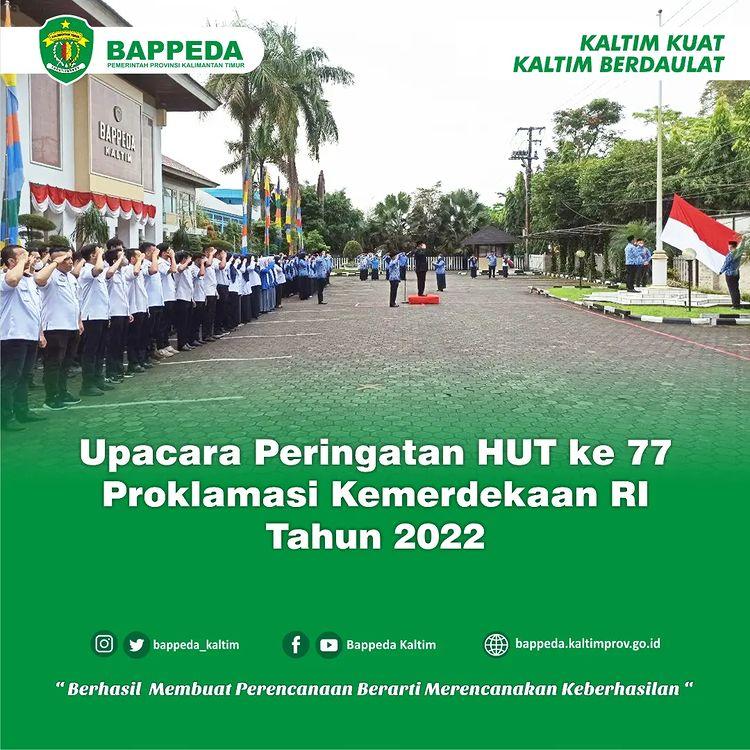 BAPPEDA
PEMERINTAH PROVINSI KALIMANTAN TIMUR
KALTIM KUAT
KALTIM BERDAULAT
BAPPEDA
KALTIM
Upacara Peringatan HUT ke 77
Proklamasi Kemerdekaan RI
Tahun 2022
bappeda_kaltim
Bappeda Kaltim
bappeda.kaltimprov.go.id
“ Berhasil Membuat Perencanaan Berarti Merencanakan Keberhasilan “